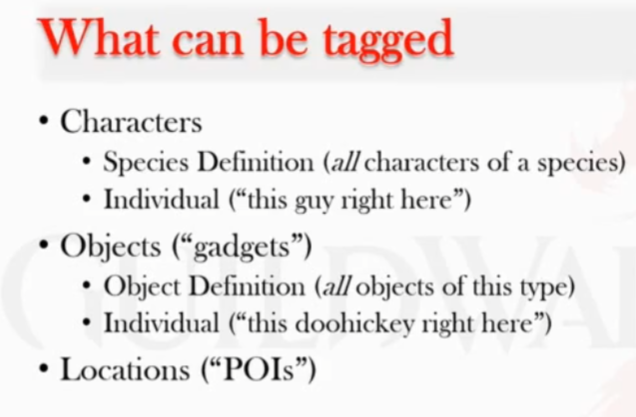 What can be tagged
• Characters
• Species Definition (all characters of a species)
• Individual (“this guy right here”)
• Objects (“gadgets”)
• Object Definition (all objects of this type)
• Individual (“this doohickey right here”)
• Locations (“POIs”)
GUILDWA